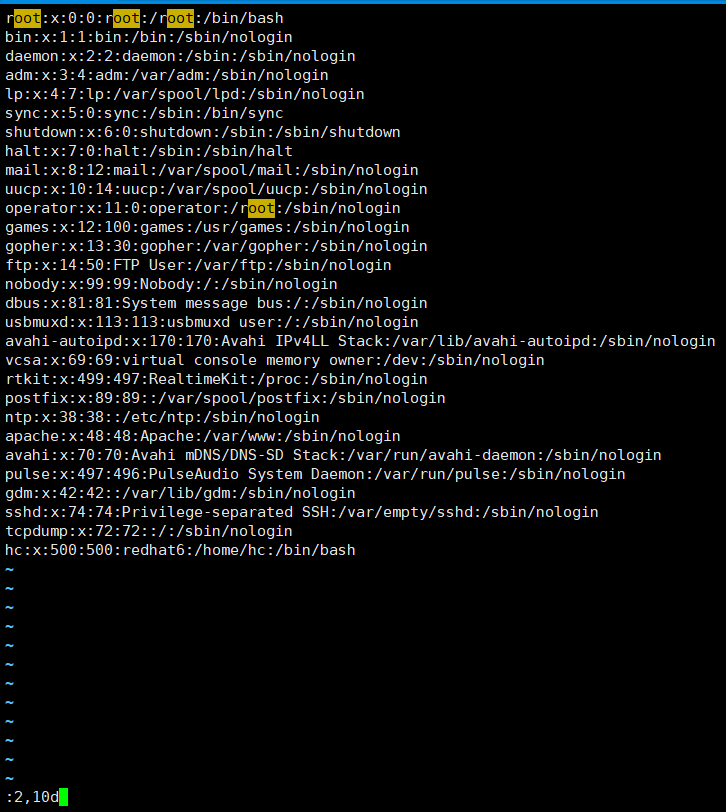 root:x:0:0:root:/root:/bin/bash
bin:x:1:1:bin:/bin:/sbin/nologin
daemon:x:2:2:daemon:/sbin:/sbin/nologin
adm:x:3:4:adm:/var/adm:/sbin/nologin
lp:x:4:7:lp:/var/spool/lpd:/sbin/nologin
sync:x:5:0:sync:/sbin:/bin/sync
shutdown:x:6:0:shutdown:/sbin:/sbin/shutdown
halt:x:7:0:halt:/sbin:/sbin/halt
mail:x:8:12:mail:/var/spool/mail:/sbin/nologin
uucp:x:10:14:uucp:/var/spool/uucp:/sbin/nologin
operator:x:11:0:operator:/root:/sbin/nologin
games:x:12:100:games:/usr/games:/sbin/nologin
gopher:x:13:30:gopher:/var/gopher:/sbin/nologin
ftp:x:14:50:FTP User:/var/ftp:/sbin/nologin
nobody:x:99:99:Nobody:/:/sbin/nologin
dbus:x:81:81:System message bus:/:/sbin/nologin
usbmuxd:x:113:113:usbmuxd user:/:/sbin/nologin
avahi-autoipd:x:170:170:Avahi IPv4LL Stack:/var/lib/avahi-autoipd:/sbin/nologin
vcsa:x:69:69:virtual console memory owner:/dev:/sbin/nologin
rtkit:x:499:497:RealtimeKit:/proc:/sbin/nologin
postfix:x:89:89::/var/spool/postfix:/sbin/nologin
ntp:x:38:38::/etc/ntp:/sbin/nologin
apache:x:48:48:Apache:/var/www:/sbin/nologin
avahi:x:70:70:Avahi mDNS/DNS-SD Stack:/var/run/avahi-daemon:/sbin/nologin
pulse:x:497:496:PulseAudio System Daemon:/var/run/pulse:/sbin/nologin
gdm:x:42:42::/var/lib/gdm:/sbin/nologin
sshd:x:74:74:Privilege-separated SSH:/var/empty/sshd:/sbin/nologin
tcpdump:x:72:72::/:/sbin/nologin
hc:x:500:500:redhat6:/home/hc:/bin/bash
~
~
~
~
~
~
~
~
~
~
~
~
:2,10d